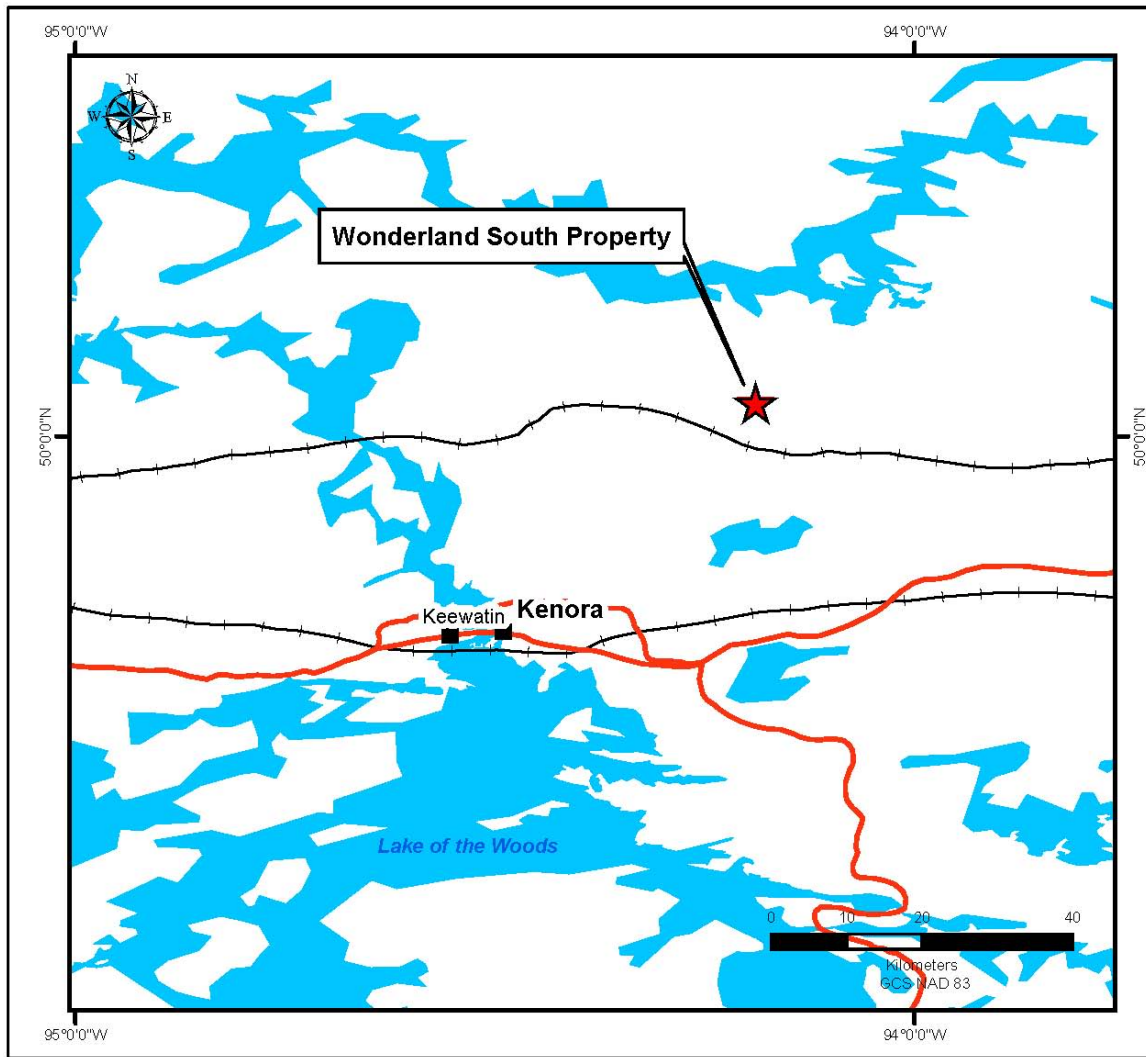 95°0'0"W
94°0'0"W
N
W
E
S
Wonderland South Property
50°0'0"N
50°0'0"N
Keewatin
Kenora
Lake of the Woods
0
10
20
40
Kilometers
GCS NAD 83
95°0'0"W
94°0'0"W